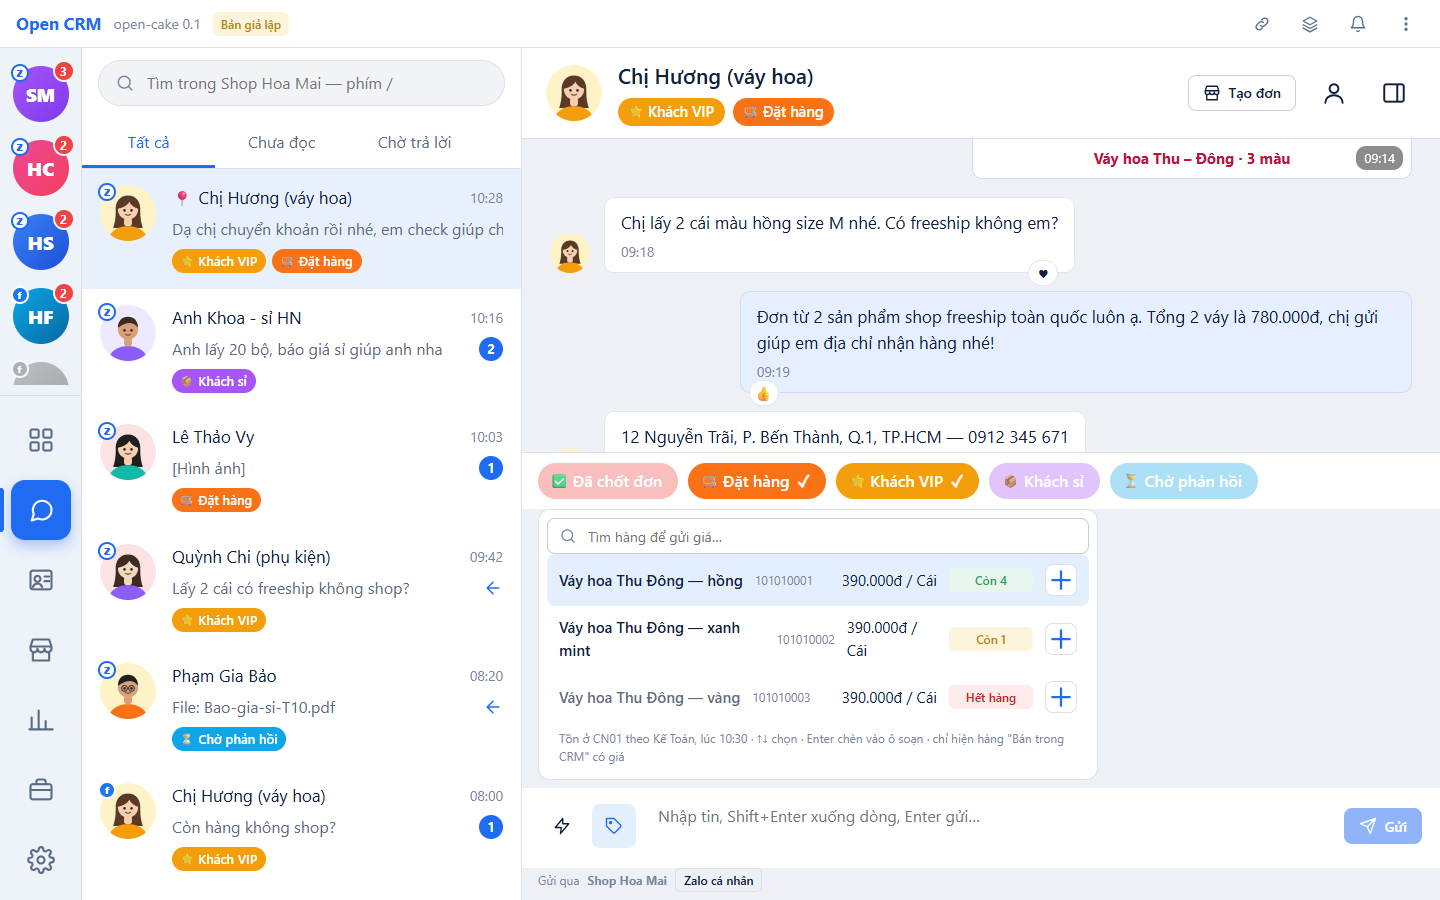 Open CRM open-cake 0.1 Bản giả lập
SM 3
HC 2
HS 2
HF 2
Tìm trong Shop Hoa Mai — phím /
Tất cả Chưa đọc Chờ trả lời
Chị Hương (váy hoa) 10:28
Dạ chị chuyển khoản rồi nhé, em check giúp ch
Khách VIP Đặt hàng
Anh Khoa - sỉ HN 10:16
Anh lấy 20 bộ, báo giá sỉ giúp anh nha 2
Khách sỉ
Lê Thảo Vy 10:03
[Hình ảnh] 1
Đặt hàng
Quỳnh Chi (phụ kiện) 09:42
Lấy 2 cái có freeship không shop?
Khách VIP
Phạm Gia Bảo 08:20
File: Bao-gia-si-T10.pdf
Chờ phản hồi
Chị Hương (váy hoa) 08:00
Còn hàng không shop? 1
Khách VIP
Chị Hương (váy hoa)
Khách VIP Đặt hàng
Tạo đơn
Váy hoa Thu – Đông · 3 màu 09:14
Chị lấy 2 cái màu hồng size M nhé. Có freeship không em?
09:18
Đơn từ 2 sản phẩm shop freeship toàn quốc luôn ạ. Tổng 2 váy là 780.000đ, chị gửi
giúp em địa chỉ nhận hàng nhé!
09:19
12 Nguyễn Trãi, P. Bến Thành, Q.1, TP.HCM — 0912 345 671
Đã chốt đơn Đặt hàng ✓ Khách VIP ✓ Khách sỉ Chờ phản hồi
Tìm hàng để gửi giá...
Váy hoa Thu Đông — hồng 101010001 390.000đ / Cái Còn 4
Váy hoa Thu Đông — xanh
mint 101010002 390.000đ /
Cái Còn 1
Váy hoa Thu Đông — vàng 101010003 390.000đ / Cái Hết hàng
Tồn ở CN01 theo Kế Toán, lúc 10:30 · ↑↓ chọn · Enter chèn vào ô soạn · chỉ hiện hàng "Bán trong
CRM" có giá
Nhập tin, Shift+Enter xuống dòng, Enter gửi...
Gửi
Gửi qua Shop Hoa Mai Zalo cá nhân